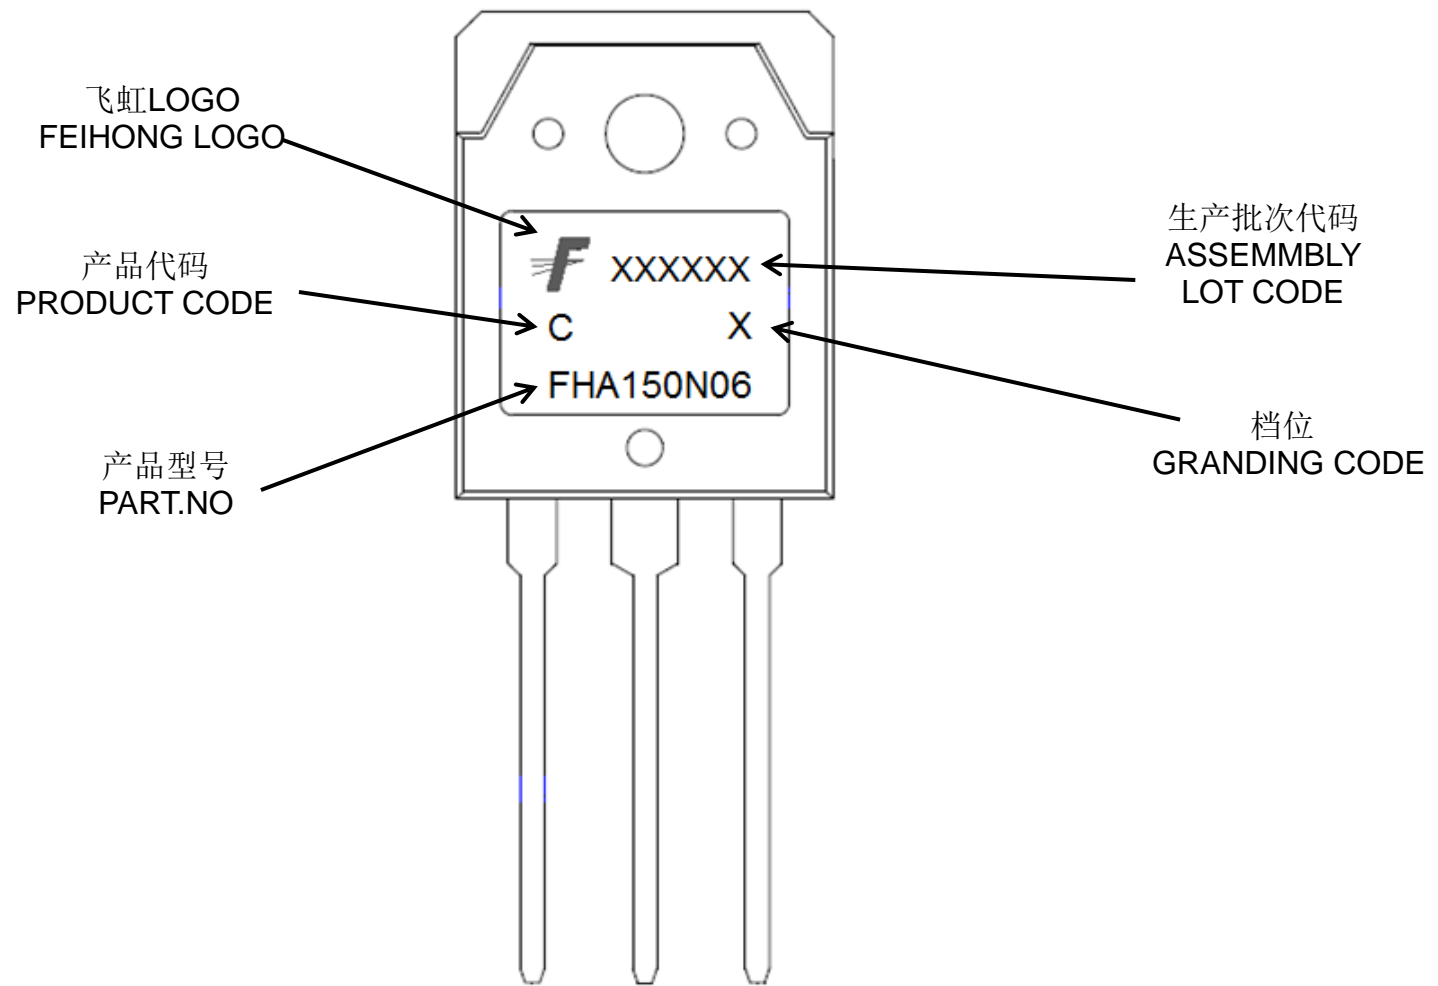 飞虹LOGO
FEIHONG LOGO
产品代码
PRODUCT CODE
产品型号
PART.NO
F XXXXXX
C X
FHA150N06
生产批次代码
ASSEMMBLY
LOT CODE
档位
GRANDING CODE